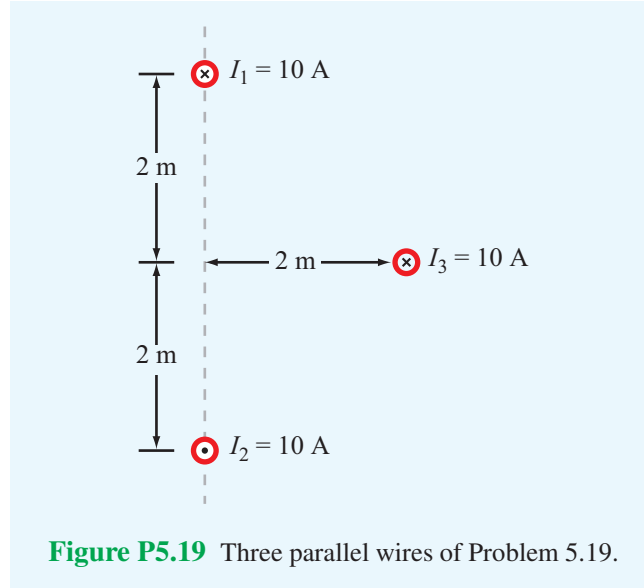 I₁ = 10 A
2 m
2 m
I₃ = 10 A
2 m
I₂ = 10 A
Figure P5.19 Three parallel wires of Problem 5.19.